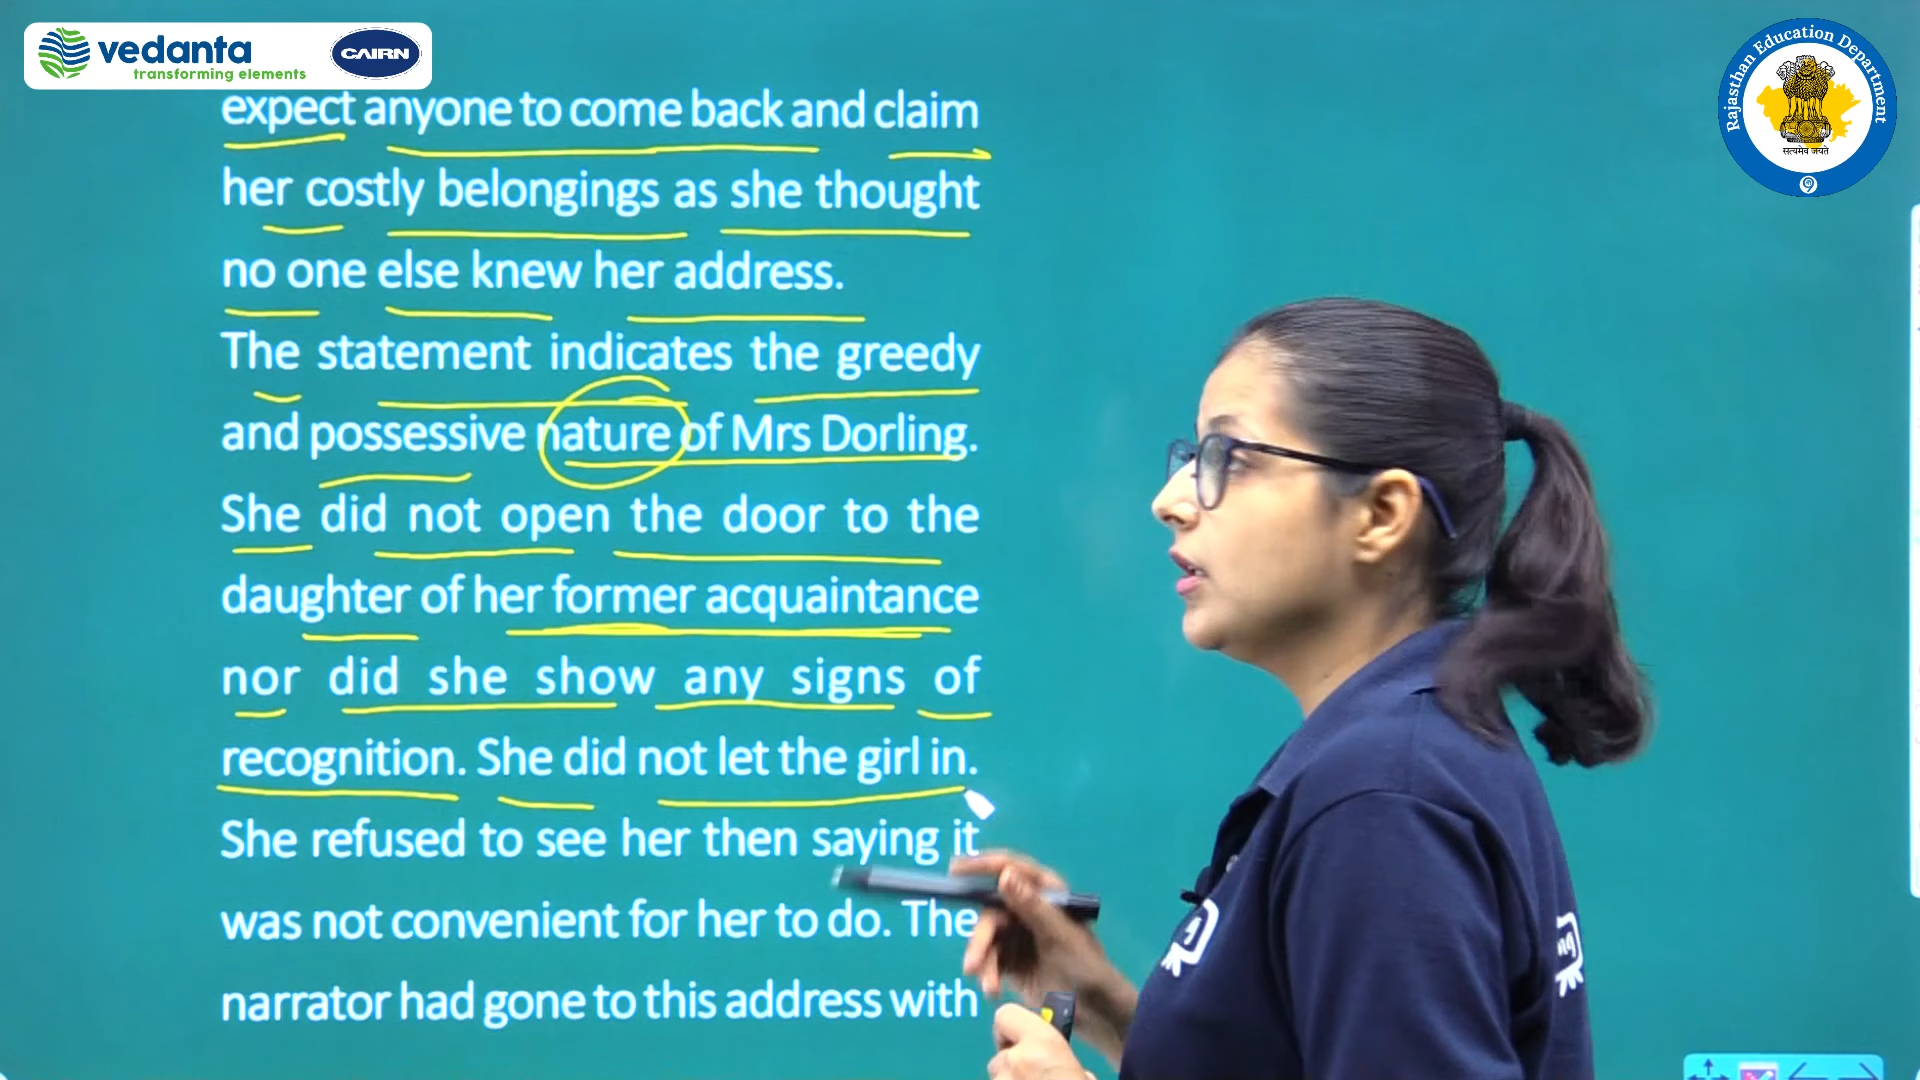 vedanta
transforming elements
CAIRN
Rajasthan Education Department
सत्यमेव जयते
expect anyone to come back and claim
her costly belongings as she thought
no one else knew her address.
The statement indicates the greedy
and possessive nature of Mrs Dorling.
She did not open the door to the
daughter of her former acquaintance
nor did she show any signs of
recognition. She did not let the girl in.
She refused to see her then saying it
was not convenient for her to do. The
narrator had gone to this address with